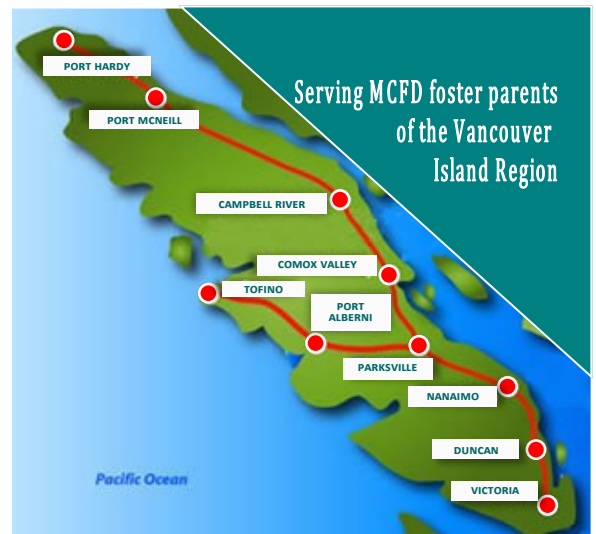 Serving MCFD foster parents
of the Vancouver
Island Region
PORT HARDY
PORT MCNEILL
CAMPBELL RIVER
COMOX VALLEY
TOFINO
PORT
ALBERNI
PARKSVILLE
NANAIMO
DUNCAN
VICTORIA
Pacific Ocean